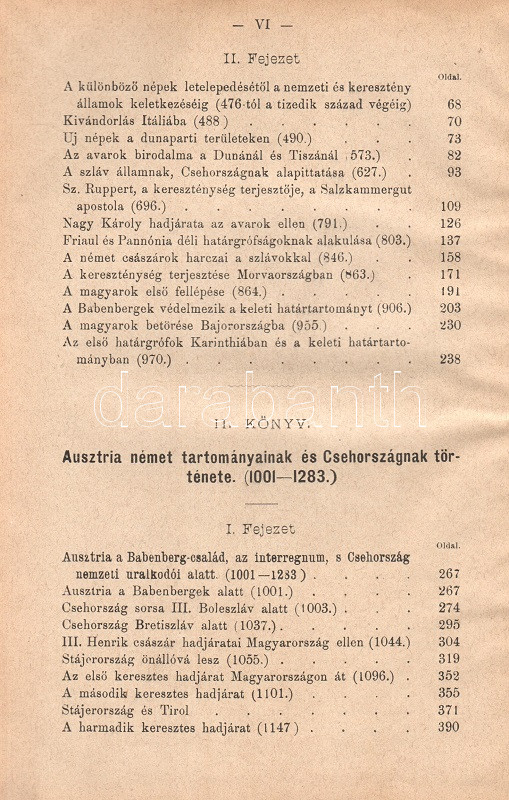 — VI —
II. Fejezet
Oldal.
A különböző népek letelepedésétől a nemzeti és keresztény
államok keletkezéséig (476-tól a tizedik század végéig) 68
Kivándorlás Itáliába (488 ) . . . . . . 70
Uj népek a dunaparti területeken (490.) . . . 73
Az avarok birodalma a Dunánál és Tiszánál 573.) . 82
A szláv államnak, Csehországnak alapittatása (627.) . 93
Sz. Ruppert, a kereszténység terjesztője, a Salzkammergut
apostola (696.) . . . . . . . 109
Nagy Károly hadjárata az avarok ellen (791.) . . 126
Friaul és Pannónia déli határgrófságoknak alakulása (803.) 137
A német császárok harczai a szlávokkal (846.) . . 158
A kereszténység terjesztése Morvaországban (863.) . 171
A magyarok első fellépése (864.) . . . . . 191
A Babenbergek védelmezik a keleti határtartományt (906.) 203
A magyarok betörése Bajorországba (955.) . . . 230
Az első határgrófok Karinthiában és a keleti határtarto-
mányban (970.) . . . . . . . . 238
darabanth
II. KÖNYV.
Ausztria német tartományainak és Csehországnak tör-
ténete. (1001—1283.)
I. Fejezet
Oldal.
Ausztria a Babenberg-család, az interregnum, s Csehország
nemzeti uralkodói alatt. (1001—1283 ) . . . . 267
Ausztria a Babenbergek alatt (1001.) . . . . 267
Csehország sorsa III. Boleszláv alatt (1003.) . . 274
Csehország Bretiszláv alatt (1037.) . . . . 295
III. Henrik császár hadjáratai Magyarország ellen (1044.) 304
Stájerország önállóvá lesz (1055.) . . . . . 319
Az első keresztes hadjárat Magyarországon át (1096.) . 352
A második keresztes hadjárat (1101.) . . . . 355
Stájerország és Tirol . . . . . . 371
A harmadik keresztes hadjárat (1147 ) . . . . 390